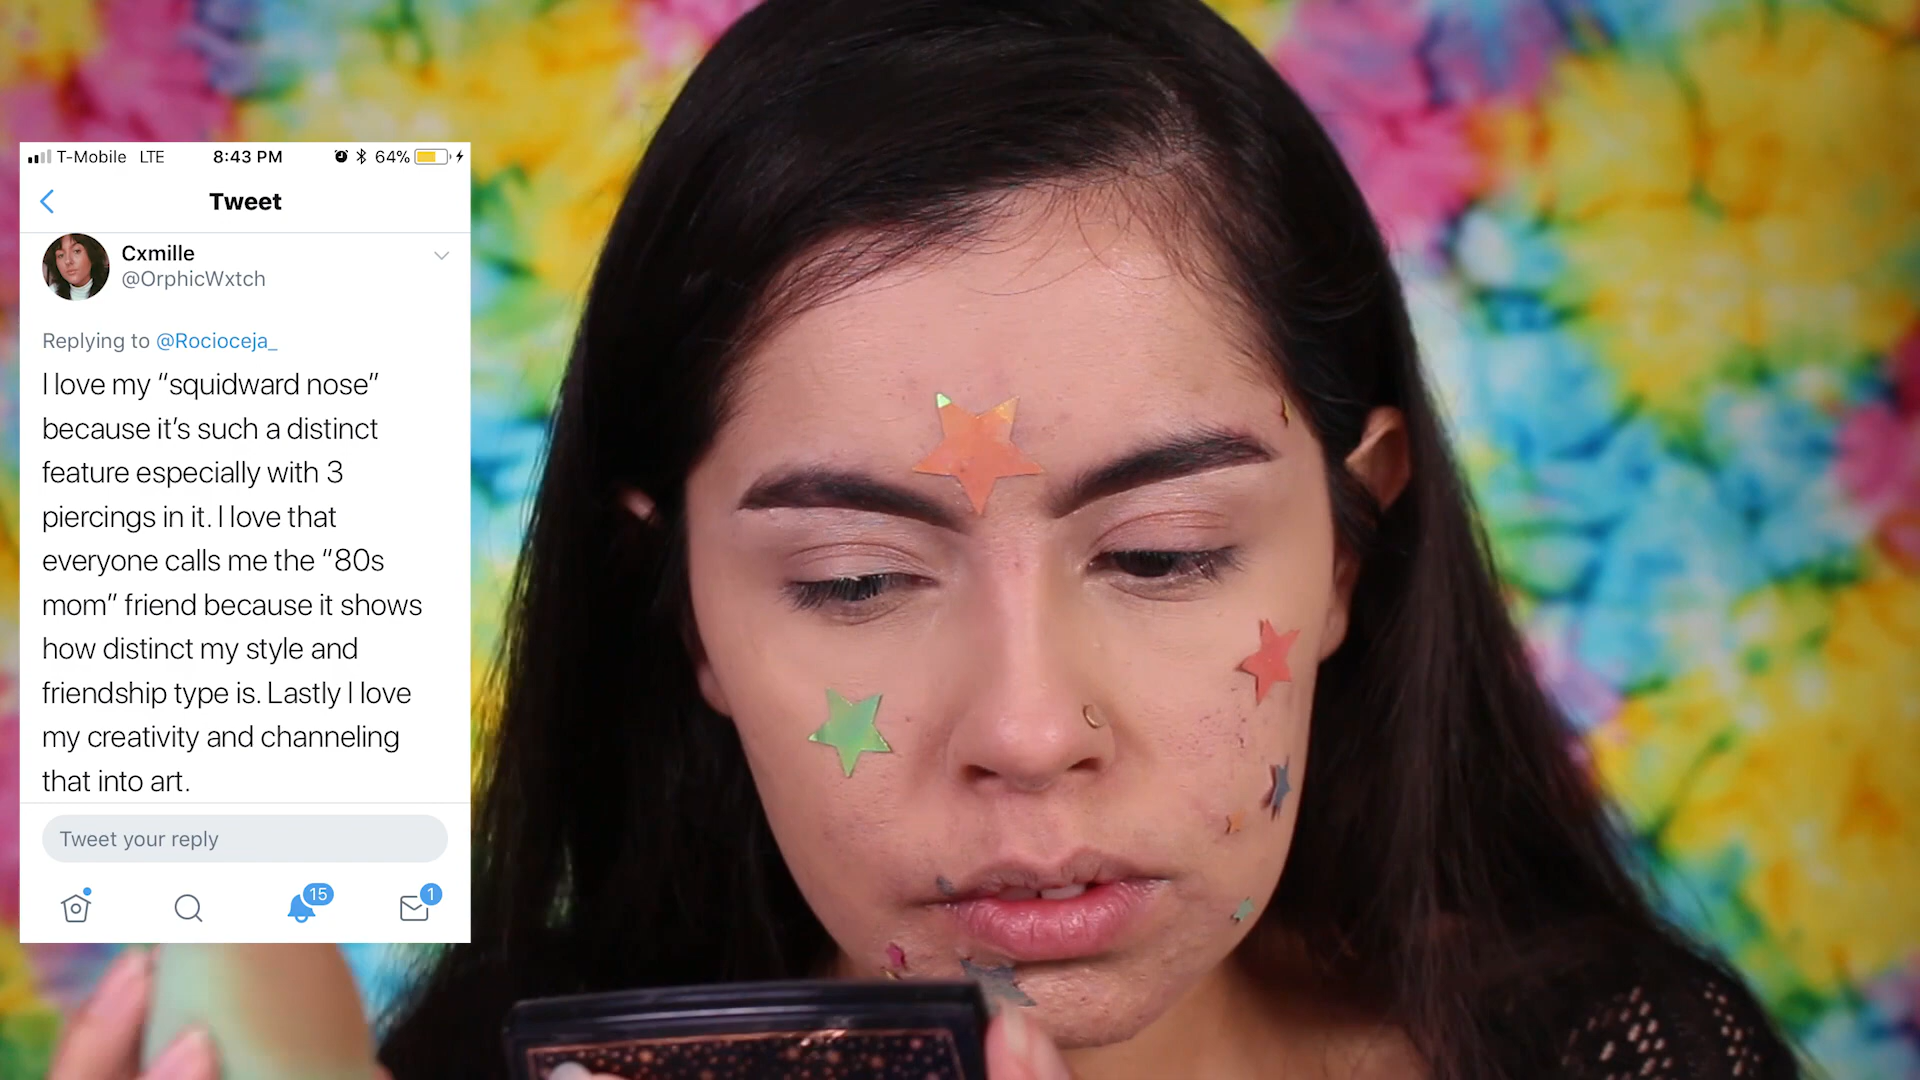 T-Mobile LTE 8:43 PM 64%
Tweet
Cxmille
@OrphicWxtch
Replying to @Rocioceja_
I love my “squidward nose”
because it’s such a distinct
feature especially with 3
piercings in it. I love that
everyone calls me the “80s
mom” friend because it shows
how distinct my style and
friendship type is. Lastly I love
my creativity and channeling
that into art.
Tweet your reply
15
1